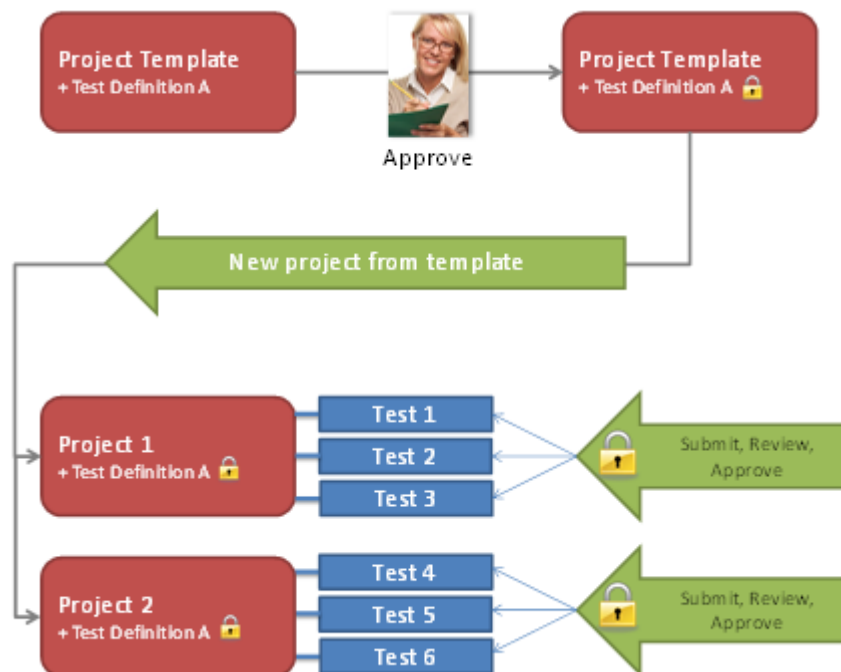 Project Template
+ Test Definition A
Approve
Project Template
+ Test Definition A
New project from template
Project 1
+ Test Definition A
Test 1
Test 2
Test 3
Submit, Review,
Approve
Project 2
+ Test Definition A
Test 4
Test 5
Test 6
Submit, Review,
Approve